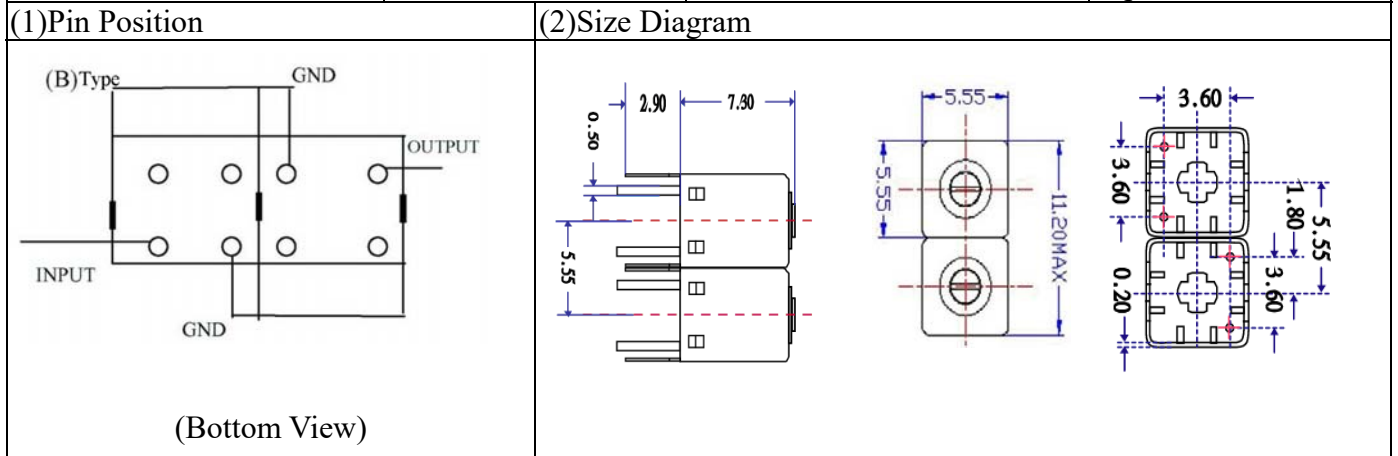 (1)Pin Position
(2)Size Diagram
(B)Type
GND
OUTPUT
INPUT
GND
(Bottom View)
2.90
7.30
0.50
5.55
5.55
5.55
11.20MAX
3.60
3.60
1.80
5.55
0.20
3.60